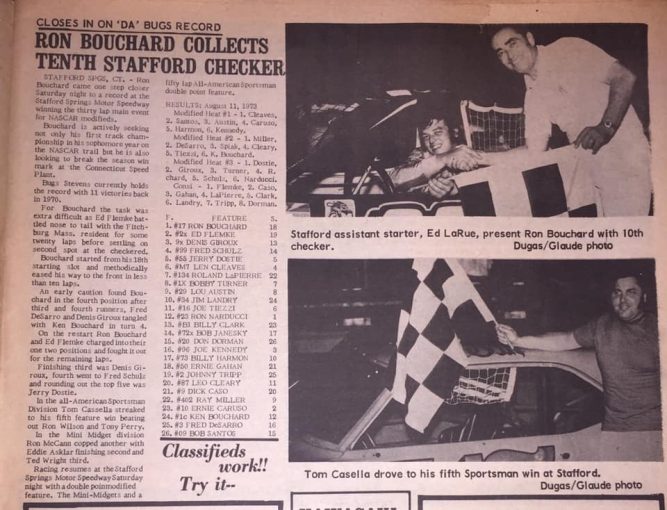 CLOSES IN ON 'DA' BUGS RECORD
RON BOUCHARD COLLECTS
TENTH STAFFORD CHECKER
STAFFORD SPGS, CT. - Ron
Bouchard came one step closer
Saturday night to a record at the
Stafford Springs Motor Speedway
winning the thirty lap main event
for NASCAR modifieds.
Bouchard is actively seeking
not only his first track cham-
pionship in his sophomore year on
the NASCAR trail but he is also
looking to break the season win
mark at the Connecticut Speed
Plant.
Bugs Stevens currently holds
the record with 11 victories back
in 1970.
For Bouchard the task was
extra difficult as Ed Flemke bat-
tled nose to tail with the Fitch-
burg Mass. resident for some
twenty laps before settling on
second spot at the checkered.
Bouchard started from his 18th
starting slot and methodically
eased his way to the front in less
than ten laps.
An early caution found Bou-
chard in the fourth position after
third and fourth runners, Fred
DeSarro and Denis Giroux tangled
with Ken Bouchard in turn 4.
On the restart Ron Bouchard
and Ed Flemke charged into their
one two positions and fought it out
for the remaining laps.
Finishing third was Denis Gi-
roux, fourth went to Fred Schulz
and rounding out the top five was
Jerry Dostie.
In the all-American Sportsman
Division Tom Cassella streaked
to his fifth feature win beating
out Ron Wilson and Tony Ferry.
In the Mini Midget division
Ron McCann copped another with
Eddie Asklar finishing second and
Ted Wright third.
Racing resumes at the Stafford
Springs Motor Speedway Saturday
night with a double point modified
feature. The Mini-Midgets and a
fifty lap All-American Sportsman
double point feature.
RESULTS: August 11, 1973
Modified Heat #1 - 1. Cleaves,
2. Santos, 3. Austin, 4. Caruso,
5. Harmon, 6. Kennedy.
Modified Heat #2 - 1. Miller,
2. DeSarro, 3. Spiak, 4. Cleary,
5. Tiezzi, 6. K. Bouchard.
Modified Heat #3 - 1. Dostie,
2. Giroux, 3. Turner, 4. R.
chard, 5. Schulz, 6. Narducci.
Consi - 1. Flemke, 2. Caso,
3. Gahan, 4. LaPierre, 5. Clark,
6. Landry, 7. Tripp, 8. Dorman.
F. FEATURE S.
1. #17 RON BOUCHARD 18
2. #2x ED FLEMKE 19
3. 9x DENIS GIROUX 13
4. #99 FRED SCHULZ 14
5. #55 JERRY DOSTIE 5
6. #M7 LEN CLEAVES 4
7. #134 ROLAND LAPIERRE 22
8. #1X BOBBY TURNER 7
9. #29 LOU AUSTIN 8
10. #34 JIM LANDRY 24
11. #16 JOE TIEZZI 6
12. #23 RON NARDUCCI 1
13. #B1 BILLY CLARK 23
14. #72x BOB JANESKY 17
15. #20 DON DORMAN 26
16. #96 JOE KENNEDY 3
17. #73 BILLY HARMON 10
18. #50 ERNIE GAHAN 21
19. #2 JOHNNY TRIPP 25
20. #87 LEO CLEARY 11
21. #9 DICK CASO 20
22. #402 RAY MILLER 9
23. #10 ERNIE CARUSO 2
24. #1c KEN BOUCHARD 12
25. #3 FRED DeSARRO 16
26. #09 BOB SANTOS 15
Classifieds
work!!
Try it--
Stafford assistant starter, Ed LaRue, present Ron Bouchard with 10th
checker. Dugas/Glaude photo
Tom Casella drove to his fifth Sportsman win at Stafford.
Dugas/Glaude photo